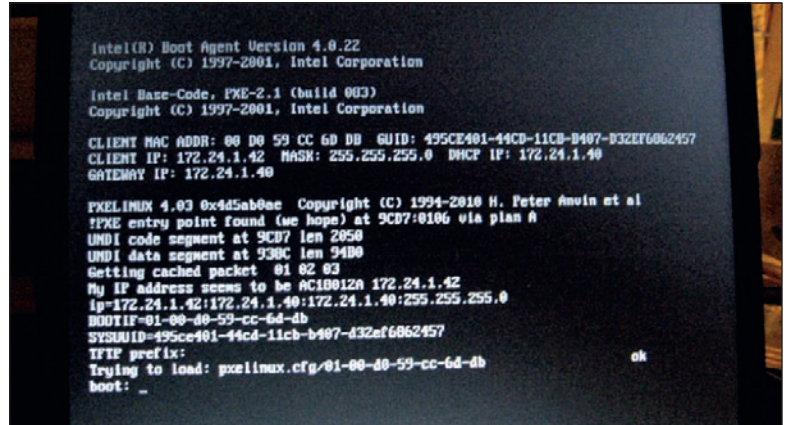 Intel(R) Boot Agent Version 4.0.22
Copyright (C) 1997-2001, Intel Corporation
Intel Base-Code, PXE-2.1 (build 083)
Copyright (C) 1997-2001, Intel Corporation
CLIENT MAC ADDR: 00 D0 59 CC 6D DB GUID: 495CE401-44CD-11CB-B407-D32EF6062457
CLIENT IP: 172.24.1.42 MASK: 255.255.255.0 DHCP IP: 172.24.1.40
GATEWAY IP: 172.24.1.40
PXELINUX 4.03 0x4d5ab0ae Copyright (C) 1994-2010 H. Peter Anvin et al
!PXE entry point found (we hope) at 9CD7:0106 via plan A
UNDI code segment at 9CD7 len 2050
UNDI data segment at 938C len 94B0
Getting cached packet 01 02 03
My IP address seems to be AC18012A 172.24.1.42
ip=172.24.1.42:172.24.1.40:172.24.1.40:255.255.255.0
BOOTIF=01-00-d0-59-cc-6d-db
SYSUUID=495ce401-44cd-11cb-b407-d32ef6062457
TFTP prefix:
Trying to load: pxelinux.cfg/01-00-d0-59-cc-6d-db ok
boot: _